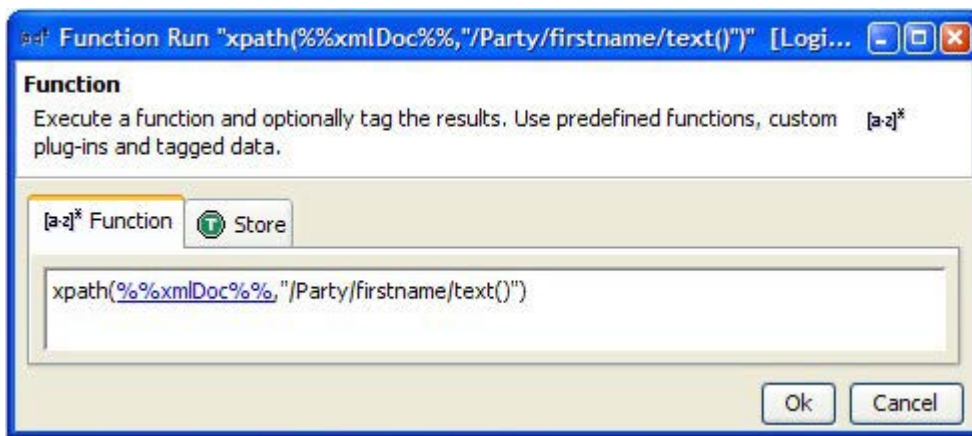 Function Run "xpath(%%xmlDoc%%,"/Party/firstname/text()")" [Logi...
Function
Execute a function and optionally tag the results. Use predefined functions, custom
plug-ins and tagged data.
[a-z]*
[a-z]* Function
T Store
xpath(%%xmlDoc%%,"/Party/firstname/text()")
Ok Cancel